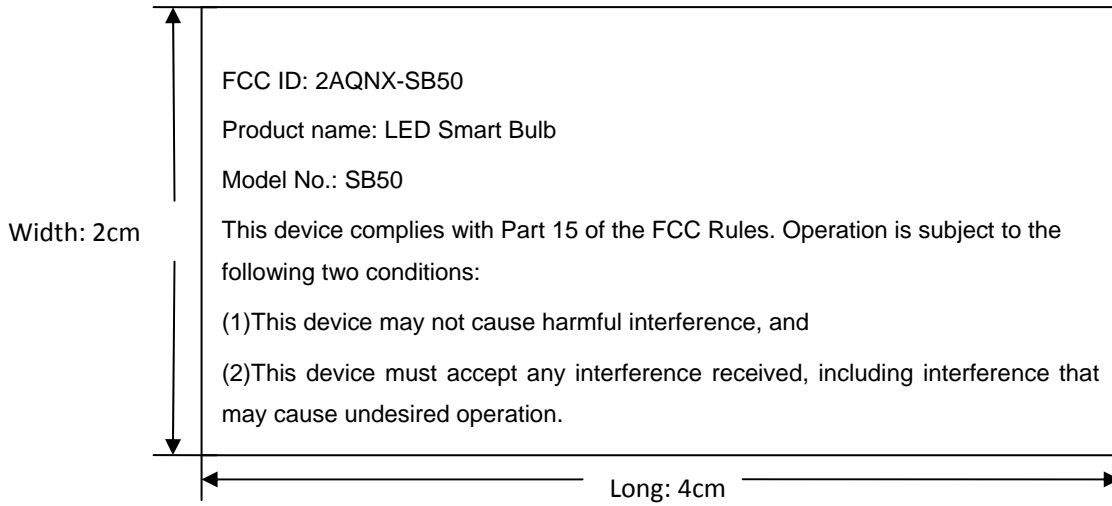 FCC ID: 2AQNX-SB50
Product name: LED Smart Bulb
Model No.: SB50
Width: 2cm
This device complies with Part 15 of the FCC Rules. Operation is subject to the
following two conditions:
(1)This device may not cause harmful interference, and
(2)This device must accept any interference received, including interference that
may cause undesired operation.
Long: 4cm